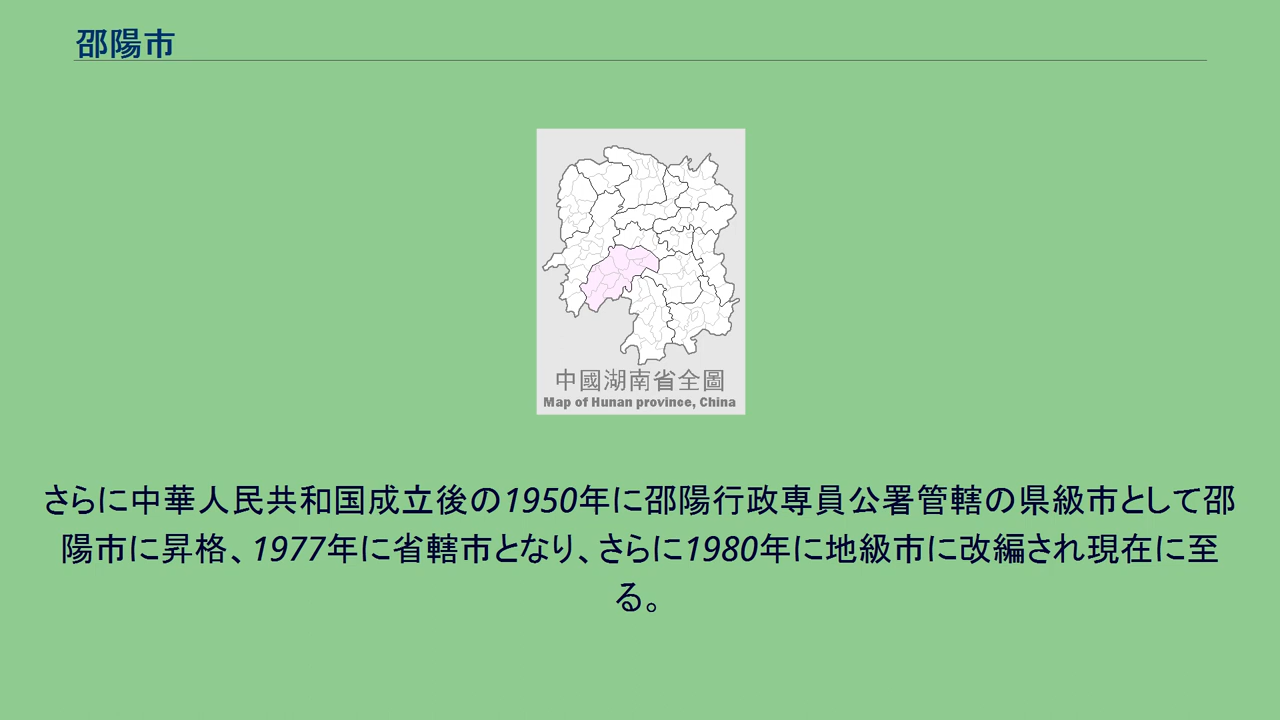 邵陽市
中國湖南省全圖
Map of Hunan province, China
さらに中華人民共和国成立後の1950年に邵陽行政専員公署管轄の県級市として邵
陽市に昇格、1977年に省轄市となり、さらに1980年に地級市に改編され現在に至
る。